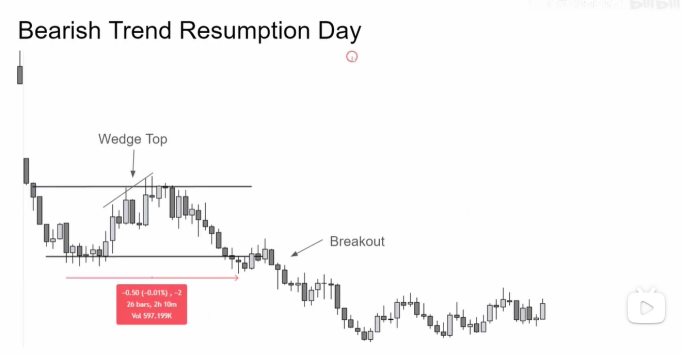 Bearish Trend Resumption Day
Wedge Top
Breakout
−0.50 (−0.01%) , −2
26 bars, 2h 10m
Vol 597.199K